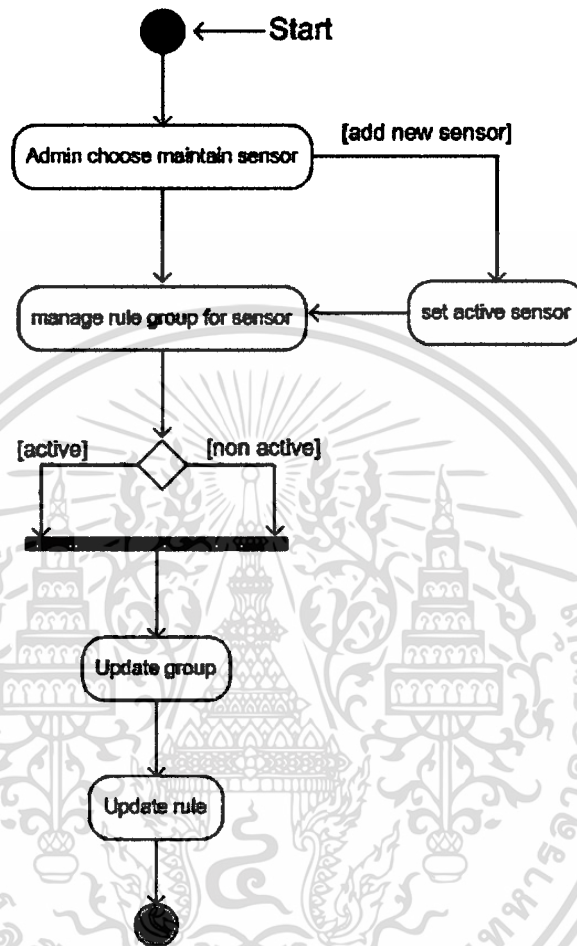 Start
Admin choose maintain sensor
[add new sensor]
manage rule group for sensor
set active sensor
[active]
[non active]
Update group
Update rule